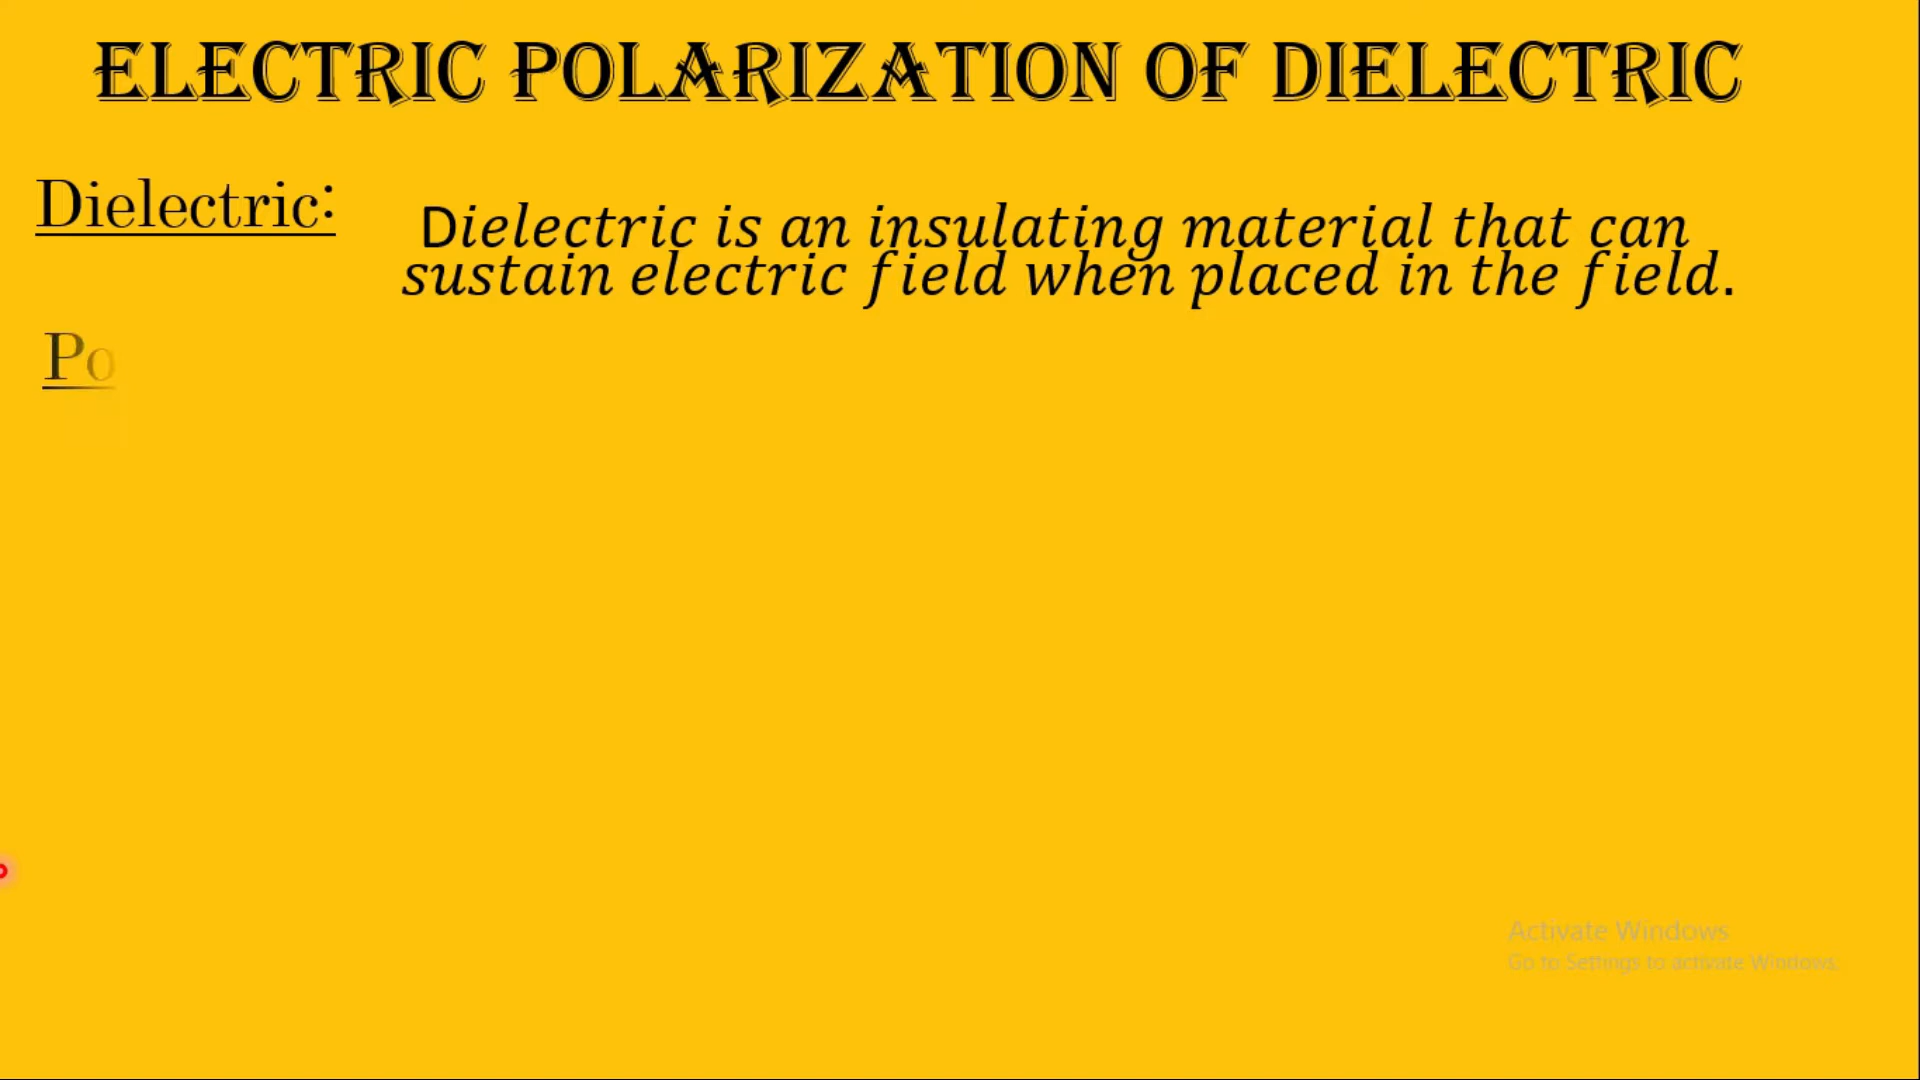 ELECTRIC POLARIZATION OF DIELECTRIC
Dielectric:
Dielectric is an insulating material that can
sustain electric field when placed in the field.
Po
Activate Windows
Go to Settings to activate Windows.